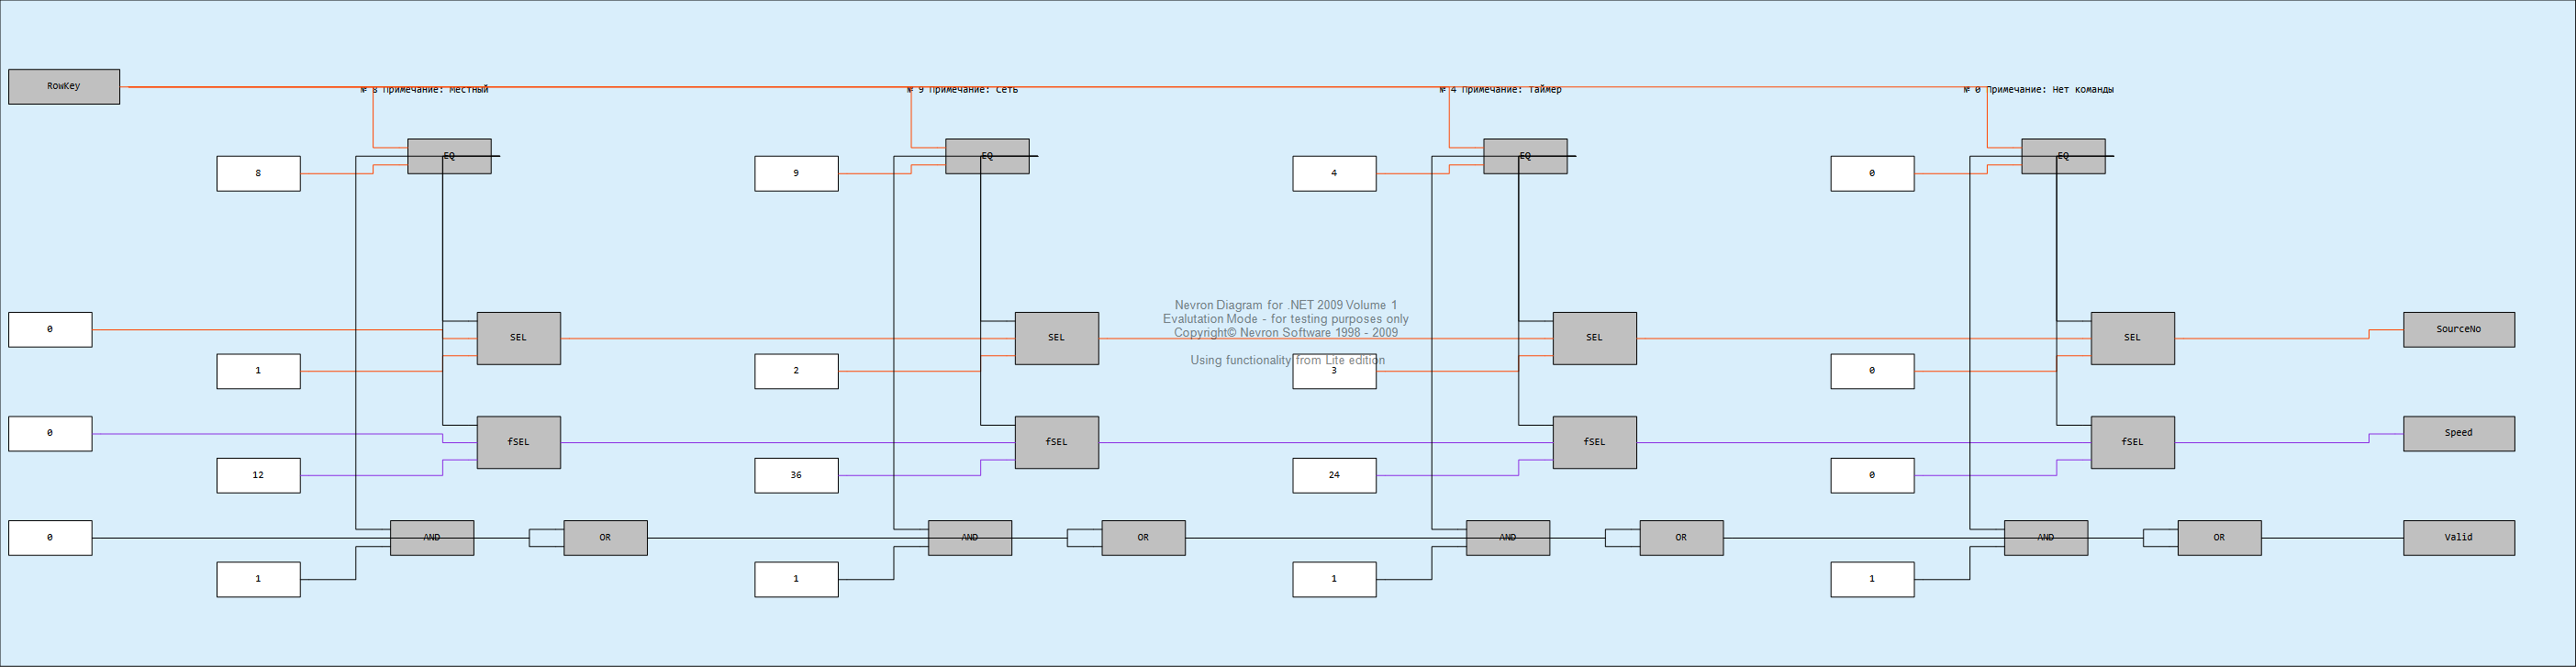 RowKey
№ 8 Примечание: Местный
№ 9 Примечание: Сеть
№ 4 Примечание: Таймер
№ 0 Примечание: Нет команды
EQ
EQ
EQ
EQ
8
9
4
0
Nevron Diagram for .NET 2009 Volume 1
Evalutation Mode - for testing purposes only
Copyright© Nevron Software 1998 - 2009
Using functionality from Lite edition
0
SEL
SEL
SEL
SEL
SourceNo
1
2
3
0
0
fSEL
fSEL
fSEL
fSEL
Speed
12
36
24
0
0
AND
OR
AND
OR
AND
OR
AND
OR
Valid
1
1
1
1